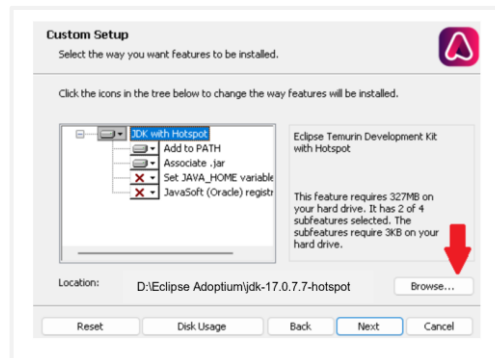 Custom Setup
Select the way you want features to be installed.
Click the icons in the tree below to change the way features will be installed.
JDK with Hotspot
Add to PATH
Associate .jar
Set JAVA_HOME variable
JavaSoft (Oracle) registr
Eclipse Temurin Development Kit
with Hotspot
This feature requires 327MB on
your hard drive. It has 2 of 4
subfeatures selected. The
subfeatures require 3KB on your
hard drive.
Location:
D:\Eclipse Adoptium\jdk-17.0.7.7-hotspot
Browse...
Reset
Disk Usage
Back
Next
Cancel